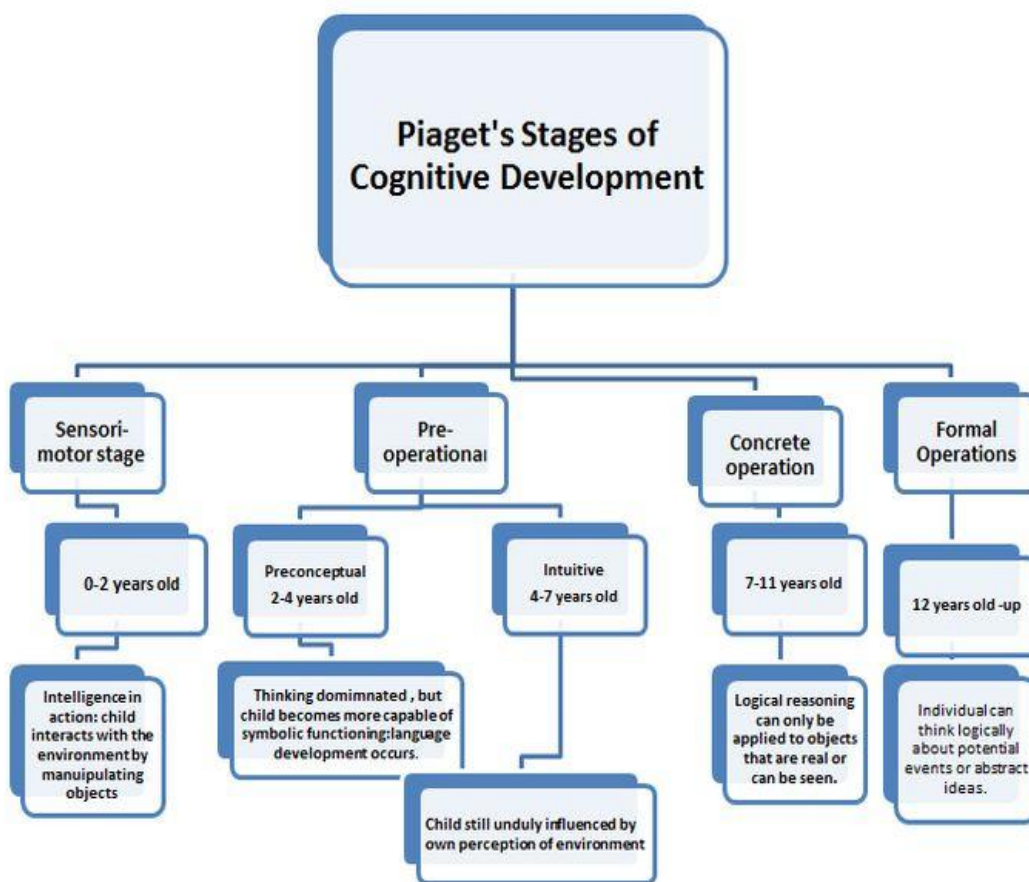 Piaget's Stages of
Cognitive Development
Sensori-
motor stage
Pre-
operational
Concrete
operation
Formal
Operations
0-2 years old
Preconceptual
2-4 years old
Intuitive
4-7 years old
7-11 years old
12 years old -up
Intelligence in
action: child
interacts with the
environment by
manuipulating
objects
Thinking domimnated , but
child becomes more capable of
symbolic functioning:language
development occurs.
Child still unduly influenced by
own perception of environment
Logical reasoning
can only be
applied to objects
that are real or
can be seen.
Individual can
think logically
about potential
events or abstract
ideas.